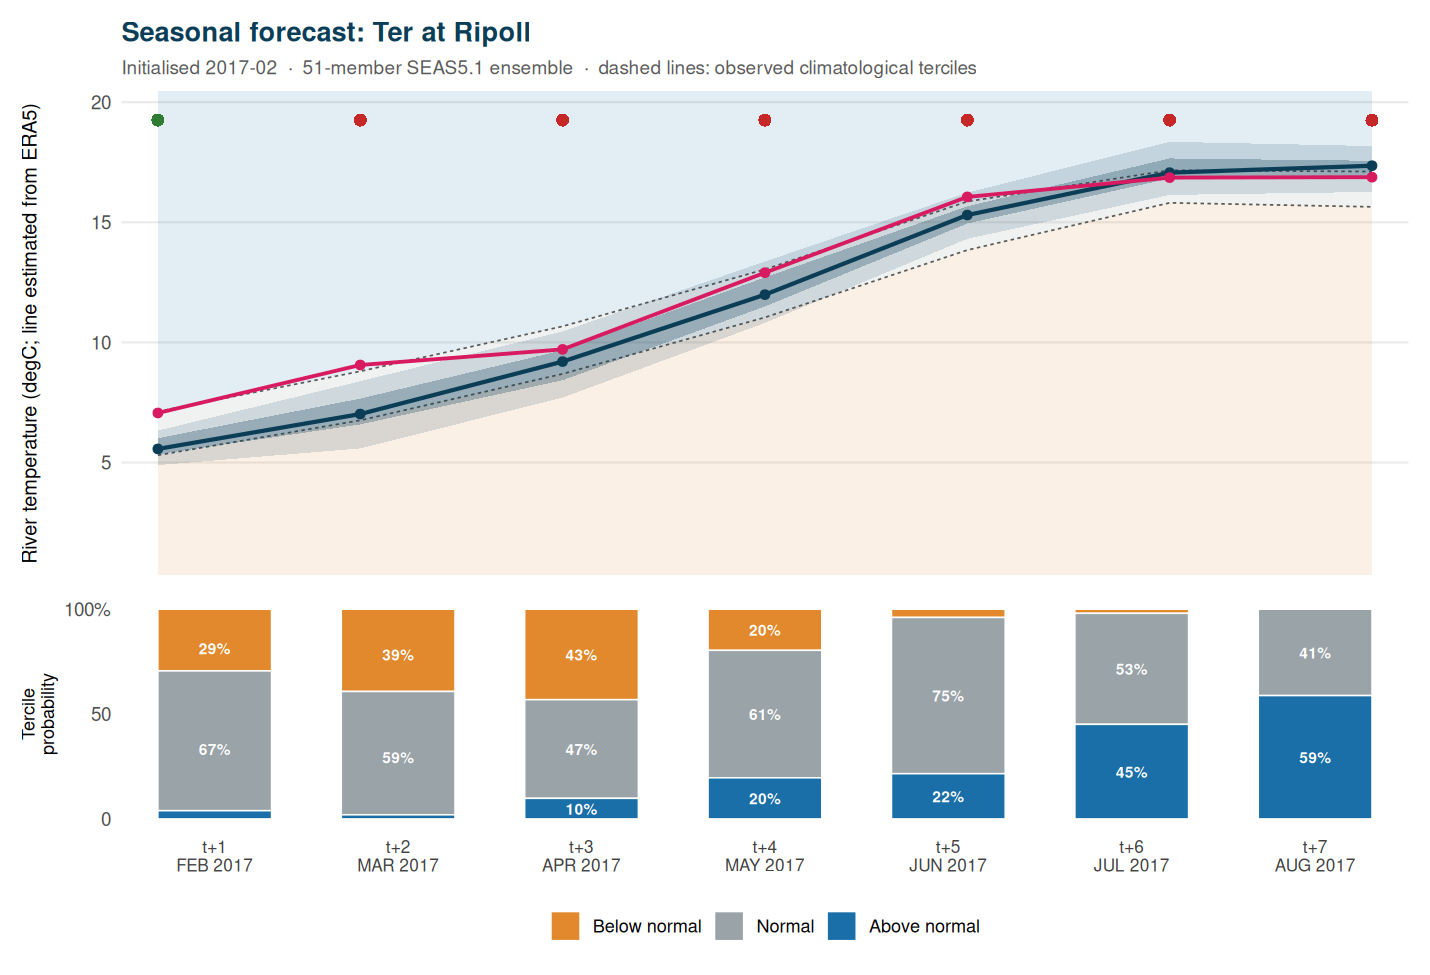 Seasonal forecast: Ter at Ripoll
Initialised 2017-02 · 51-member SEAS5.1 ensemble · dashed lines: observed climatological terciles
River temperature (degC; line estimated from ERA5)
20
15
10
5
Tercile
probability
100%
50
0
29%
67%
39%
59%
43%
47%
10%
20%
61%
20%
75%
22%
53%
45%
41%
59%
t+1
FEB 2017
t+2
MAR 2017
t+3
APR 2017
t+4
MAY 2017
t+5
JUN 2017
t+6
JUL 2017
t+7
AUG 2017
Below normal
Normal
Above normal